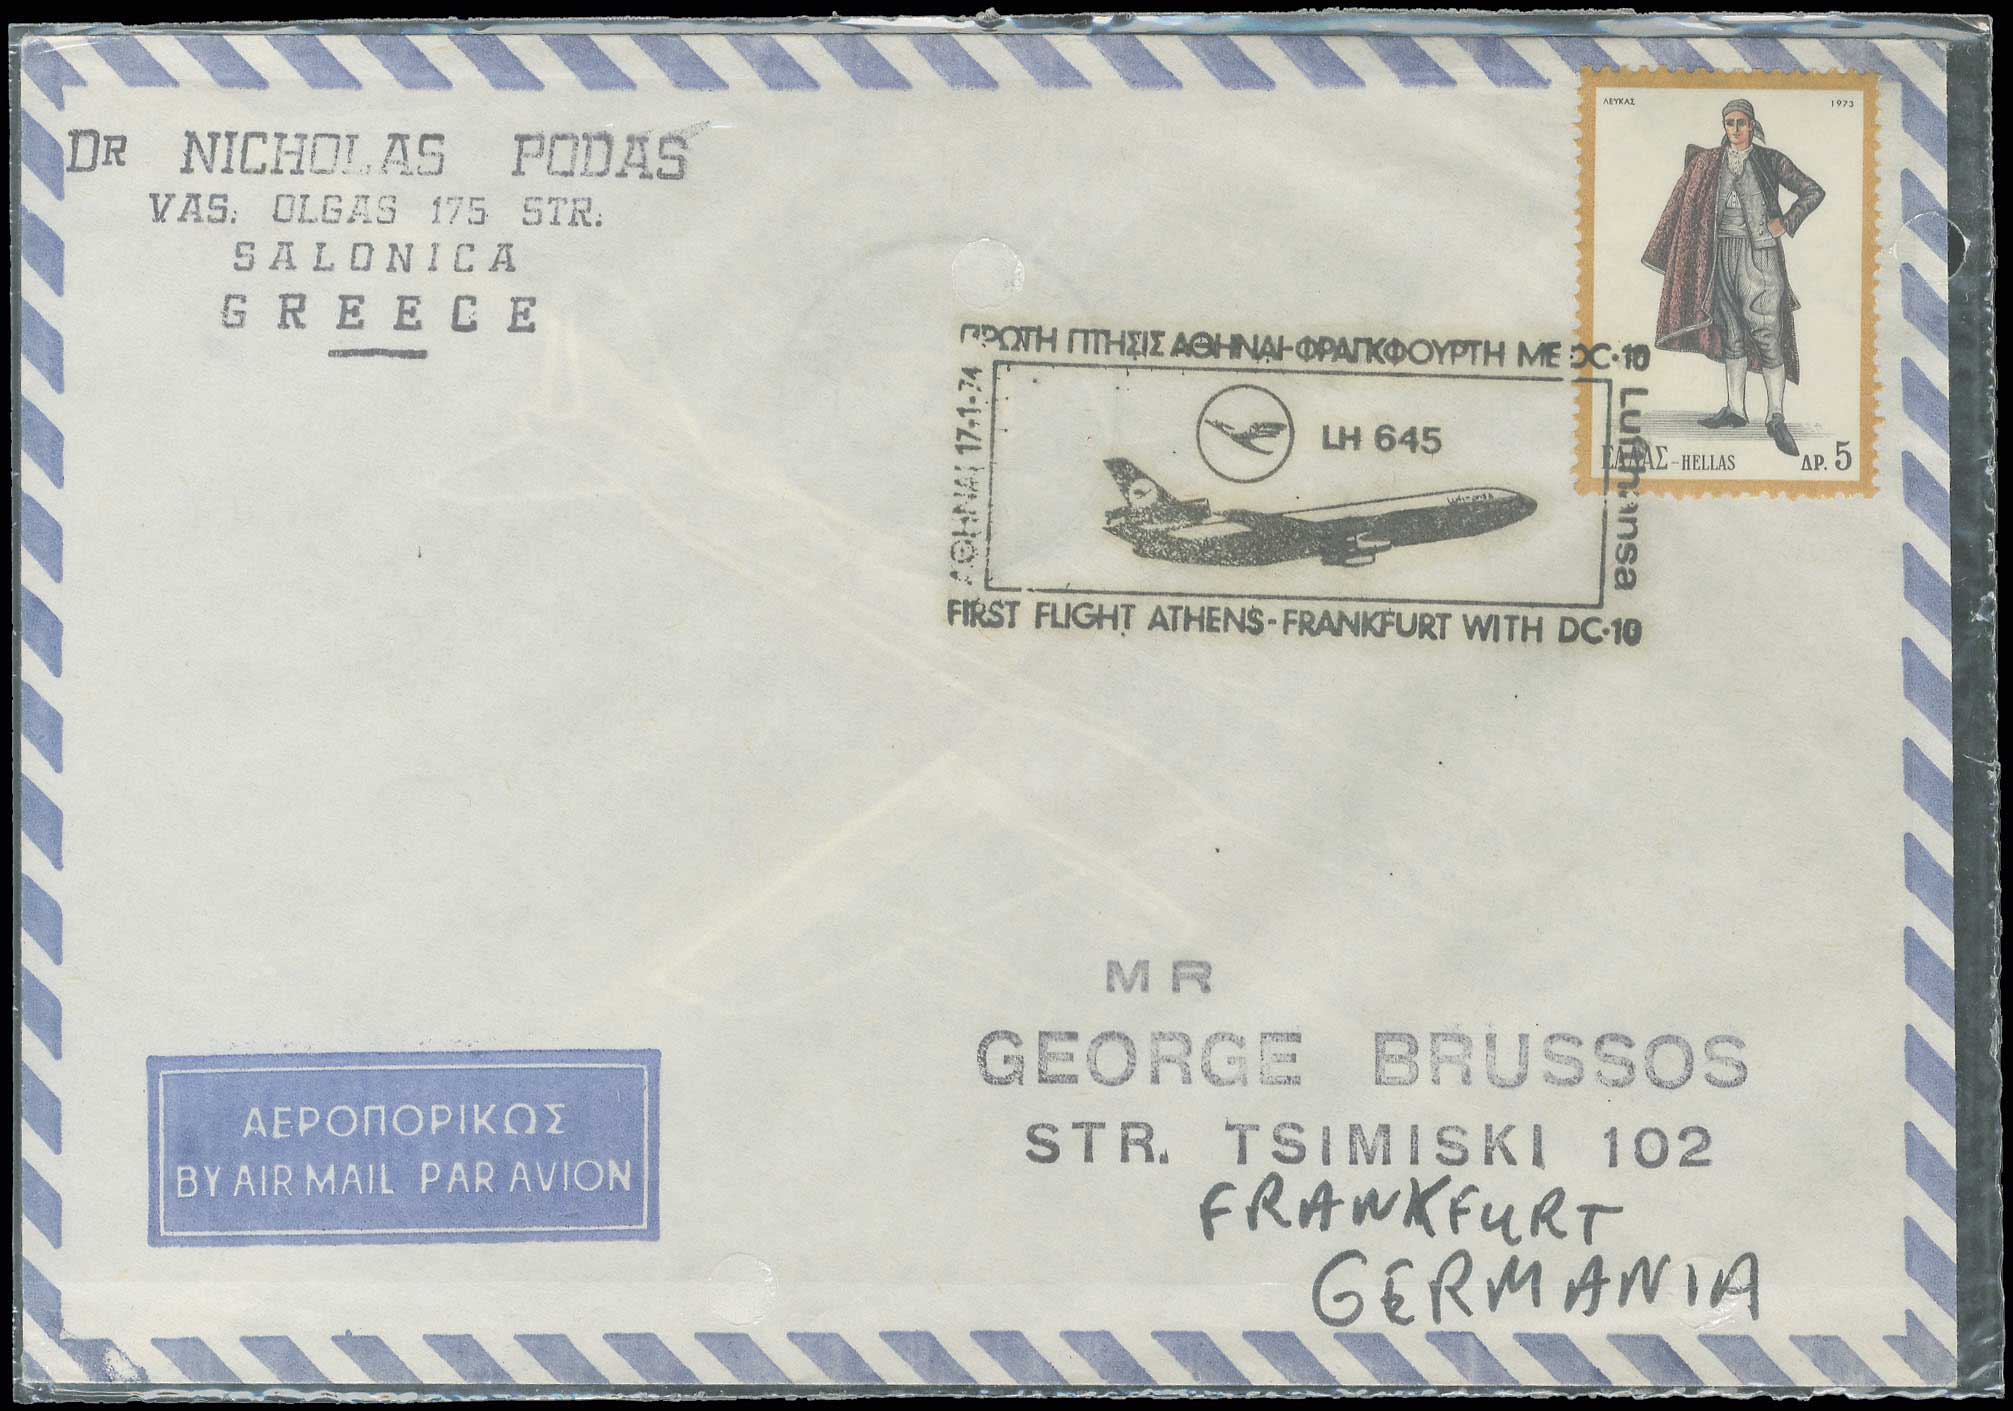 DR NICHOLAS PODAS
VAS. OLGAS 175 STR.
SALONICA
GREECE
ΛΕΥΚΑΣ 1973
ΕΛΛΑΣ-HELLAS ΔΡ. 5
ΠΡΩΤΗ ΠΤΗΣΙΣ ΑΘΗΝΑΙ-ΦΡΑΓΚΦΟΥΡΤΗ ΜΕ DC-10
ΑΘΗΝΑΙ 17-1-74
LH 645
Lufthansa
Lufthansa
FIRST FLIGHT ATHENS-FRANKFURT WITH DC-10
MR
GEORGE BRUSSOS
STR. TSIMISKI 102
FRANKFURT
GERMANIA
ΑΕΡΟΠΟΡΙΚΩΣ
BY AIR MAIL PAR AVION